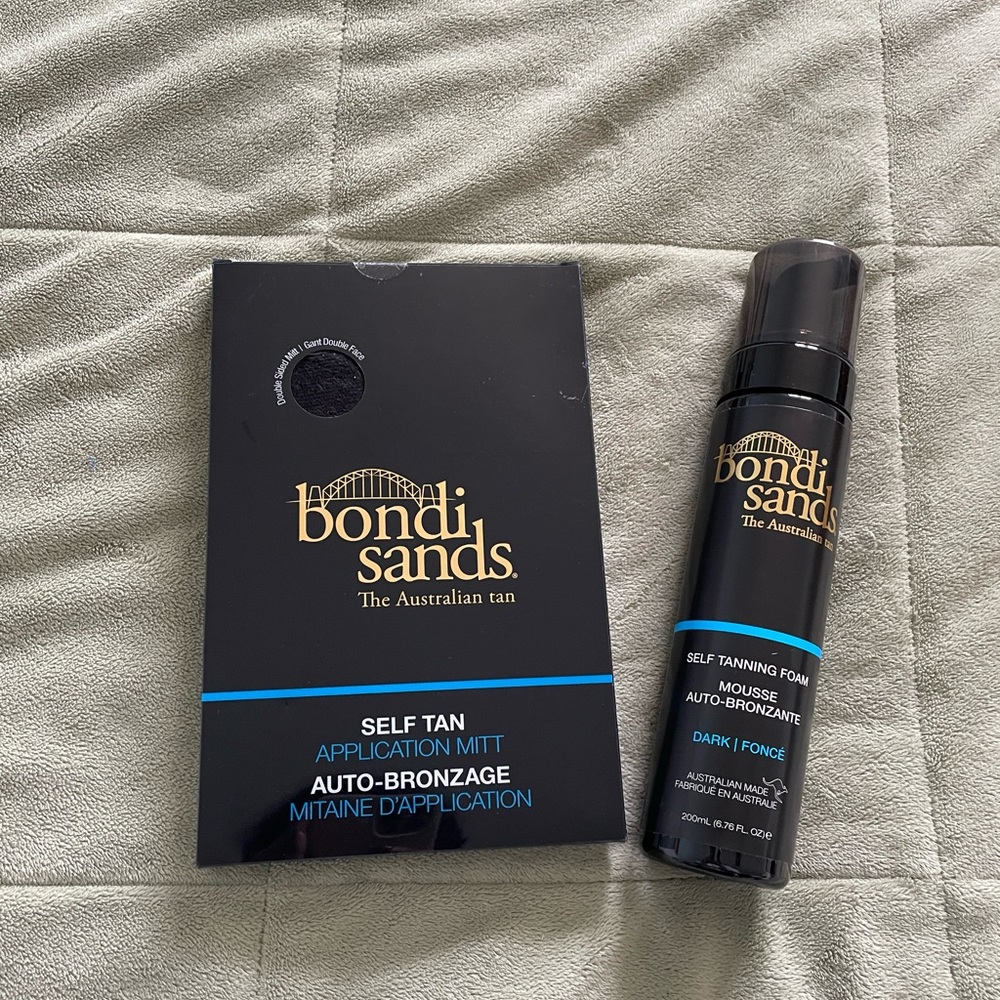 Double Sided Mitt | Gant Double Face
bondi
sands
The Australian tan
SELF TAN
APPLICATION MITT
AUTO-BRONZAGE
MITAINE D'APPLICATION
bondi
sands
The Australian tan
SELF TANNING FOAM
MOUSSE
AUTO-BRONZANTE
DARK | FONCÉ
AUSTRALIAN MADE
FABRIQUÉ EN AUSTRALIE
200mL (6.76 FL. OZ)e